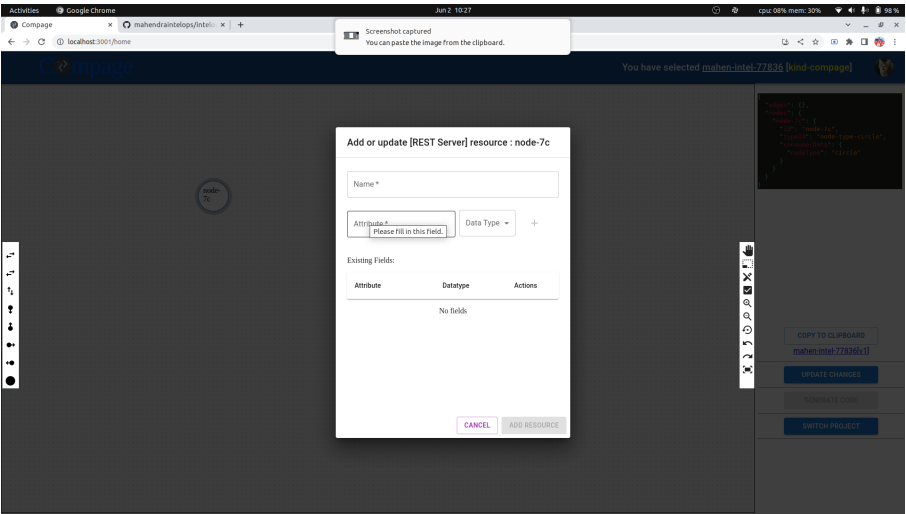 Activities
Google Chrome
Jun 2 10:27
cpu: 08% mem: 30%
98 %
Compage
mahendraintelops/intelo
localhost:3001/home
Screenshot captured
You can paste the image from the clipboard.
Compage
You have selected mahen-intel-77836 [kind-compage]
node-
7c
Add or update [REST Server] resource : node-7c
Name *
Attribute *
Data Type
Please fill in this field.
Existing Fields:
Attribute Datatype Actions
No fields
CANCEL
ADD RESOURCE
{
"edges": {},
"nodes": {
"node-7c": {
"id": "node-7c",
"typeId": "node-type-circle",
"nodeType": "circle"
}
}
}
}
COPY TO CLIPBOARD
mahen-intel-77836[v1]
UPDATE CHANGES
GENERATE CODE
SWITCH PROJECT